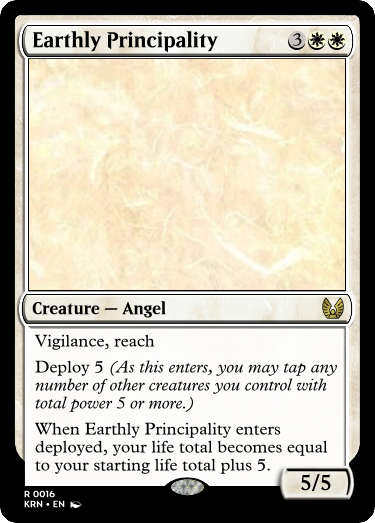 Earthly Principality 3
Creature — Angel
Vigilance, reach
Deploy 5 (As this enters, you may tap any
number of other creatures you control with
total power 5 or more.)
When Earthly Principality enters
deployed, your life total becomes equal
to your starting life total plus 5.
5/5
R 0016
KRN • EN